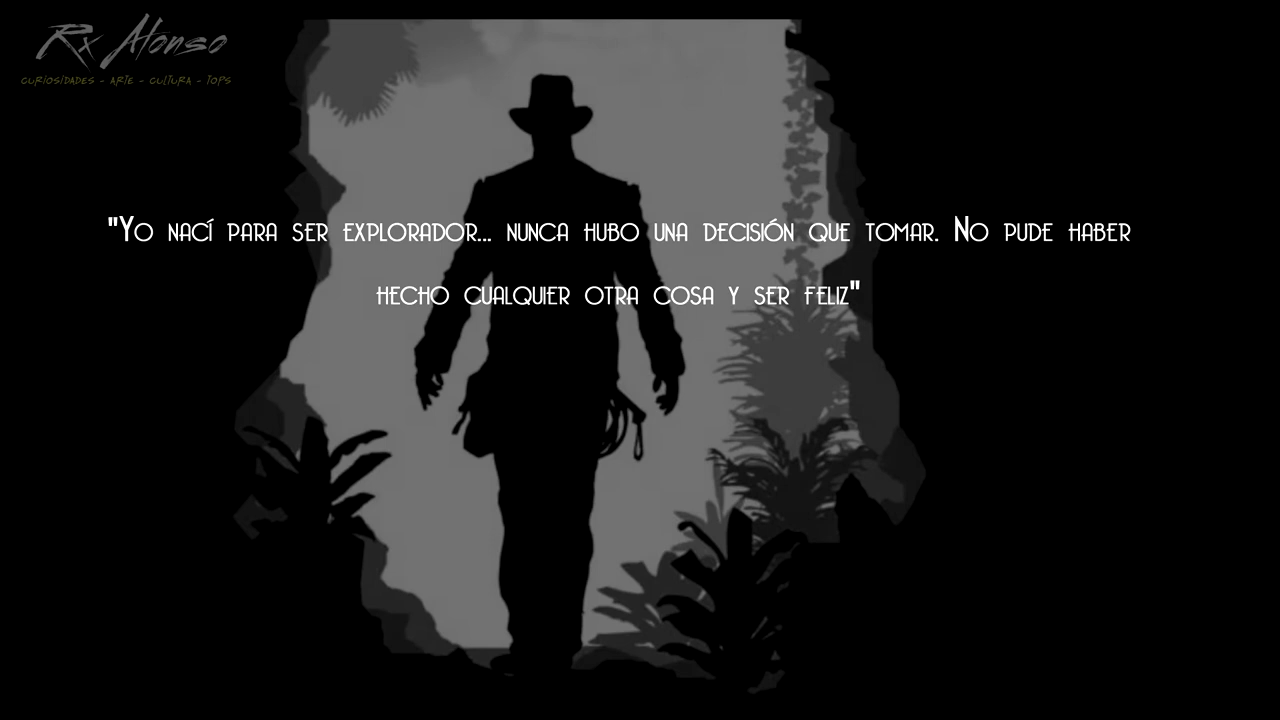 Rx Alonso
CURIOSIDADES - ARTE - CULTURA - TOPS
"Yo nací para ser explorador... nunca hubo una decisión que tomar. No pude haber
hecho cualquier otra cosa y ser feliz"